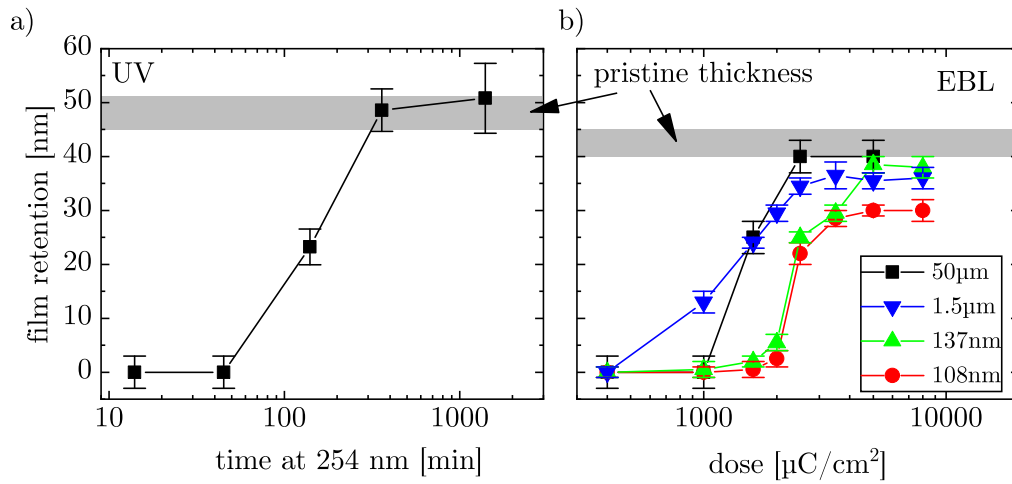 a)
b)
UV
pristine thickness
EBL
film retention [nm]
60
50
40
30
20
10
0
10
100
1000
time at 254 nm [min]
1000
10000
dose [µC/cm²]
50µm
1.5µm
137nm
108nm